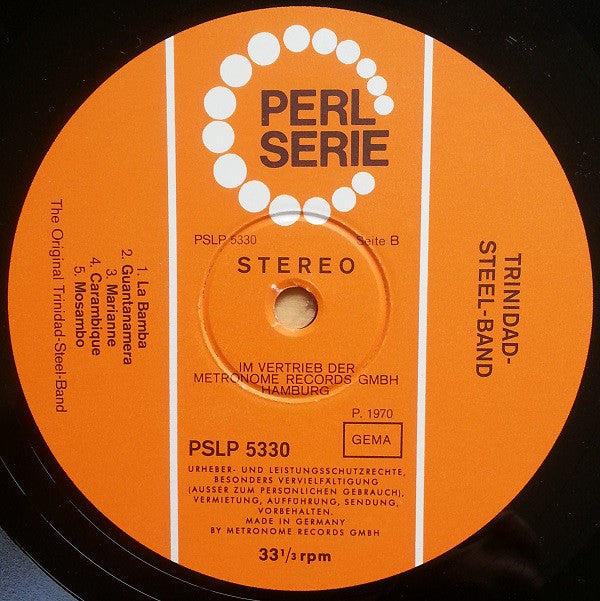 PERL
SERIE
PSLP 5330
Seite B
STEREO
IM VERTRIEB DER
METRONOME RECORDS GMBH
HAMBURG
P. 1970
GEMA
PSLP 5330
URHEBER- UND LEISTUNGSSCHUTZRECHTE,
BESONDERS VERVIELFÄLTIGUNG
(AUSSER ZUM PERSÖNLICHEN GEBRAUCH),
VERMIETUNG, AUFFÜHRUNG, SENDUNG,
VORBEHALTEN.
MADE IN GERMANY
BY METRONOME RECORDS GMBH
33 1/3 rpm
TRINIDAD-
STEEL-BAND
1. La Bamba
2. Guantanamera
3. Marianne
4. Carambique
5. Mosambo
The Original Trinidad-Steel-Band